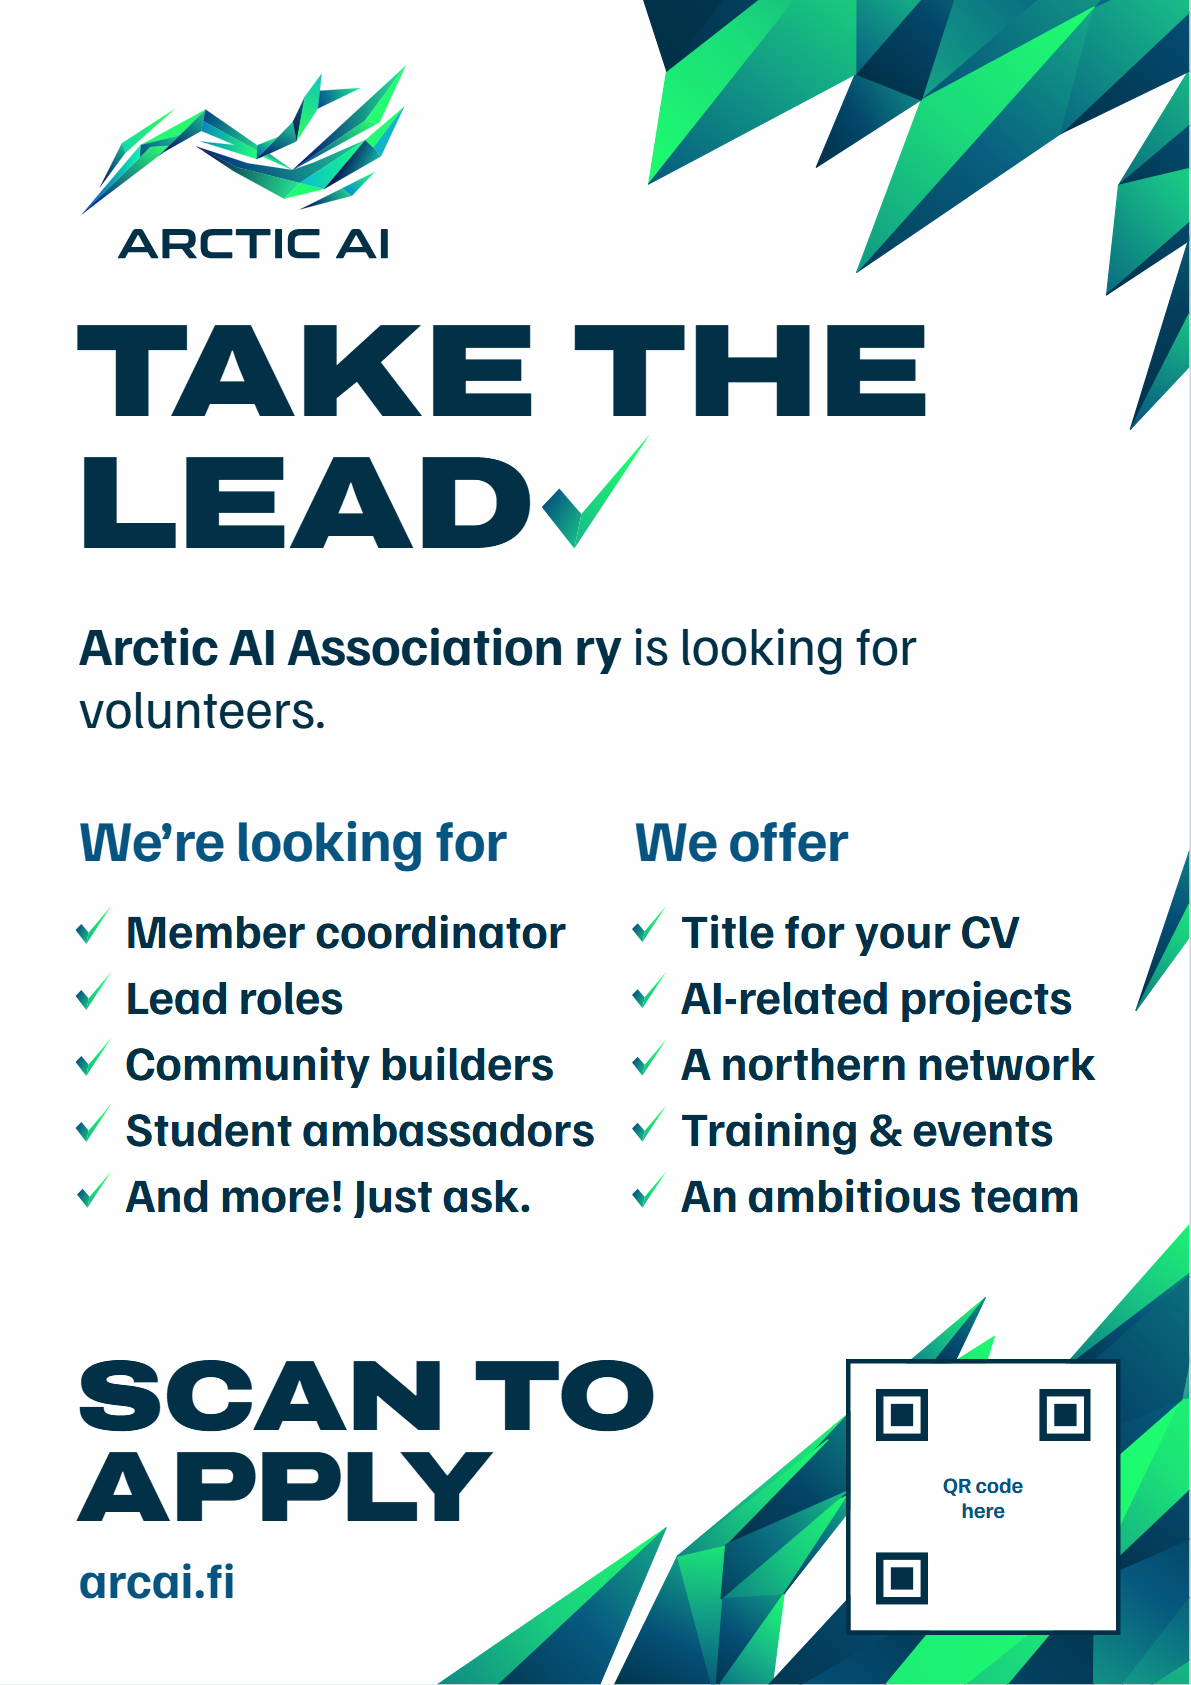 ARCTIC AI
TAKE THE
LEAD
Arctic AI Association ry is looking for
volunteers.
We’re looking for
Member coordinator
Lead roles
Community builders
Student ambassadors
And more! Just ask.
We offer
Title for your CV
AI-related projects
A northern network
Training & events
An ambitious team
SCAN TO
APPLY
arcai.fi
QR code
here